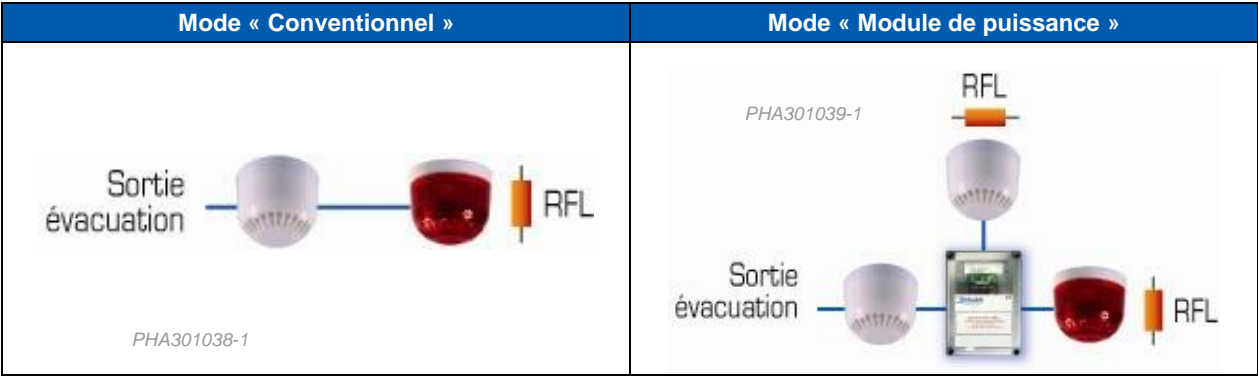 Mode « Conventionnel »
Mode « Module de puissance »
Sortie
évacuation
RFL
PHA301038-1
RFL
PHA301039-1
Sortie
évacuation
RFL